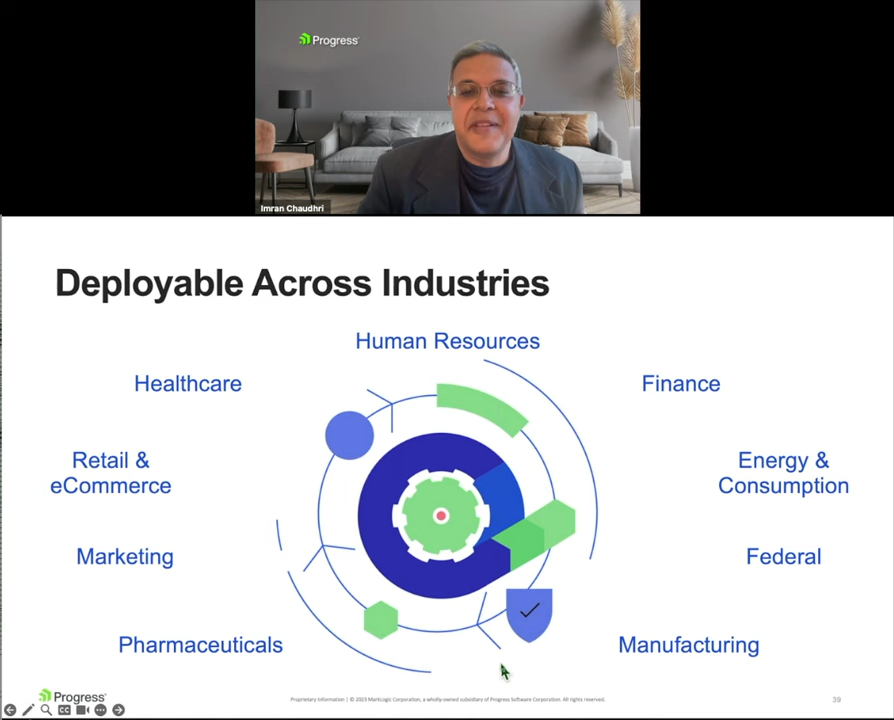 Progress
Imran Chaudhri
Deployable Across Industries
Human Resources
Healthcare
Finance
Retail &
eCommerce
Energy &
Consumption
Marketing
Federal
Pharmaceuticals
Manufacturing
Progress
Proprietary Information | © 2023 MarkLogic Corporation, a wholly-owned subsidiary of Progress Software Corporation. All rights reserved.
39
CC